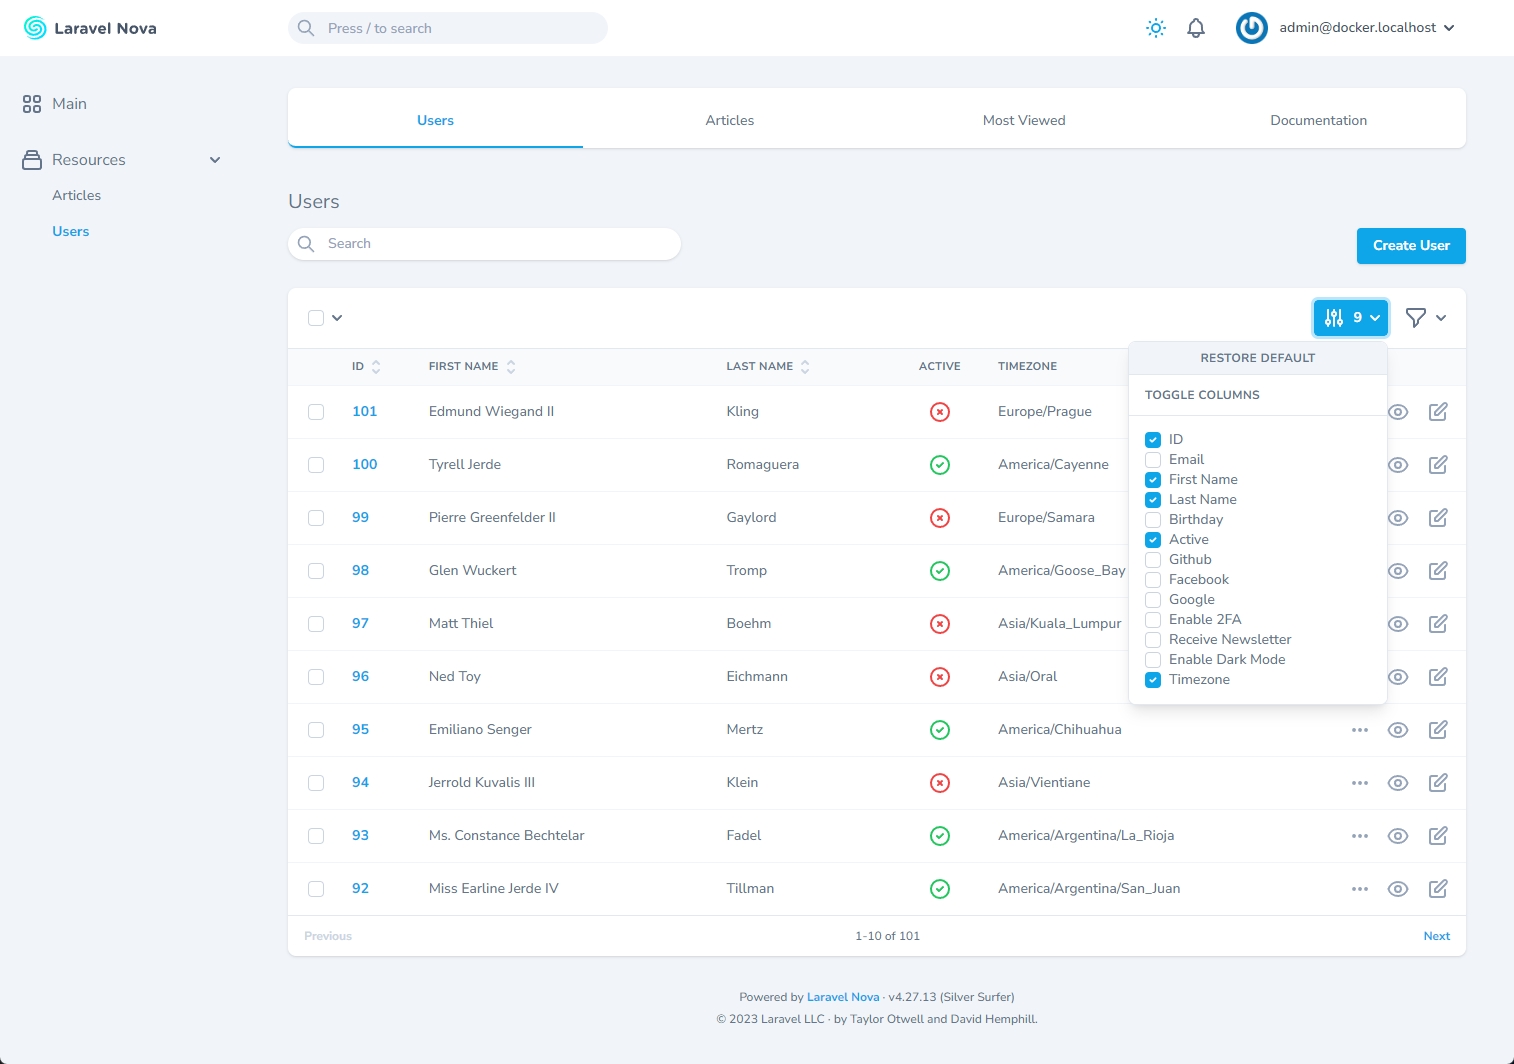 Laravel Nova
Press / to search
admin@docker.localhost
Main
Resources
Articles
Users
Users Articles Most Viewed Documentation
Users
Search
Create User
9
RESTORE DEFAULT
TOGGLE COLUMNS
ID
Email
First Name
Last Name
Birthday
Active
Github
Facebook
Google
Enable 2FA
Receive Newsletter
Enable Dark Mode
Timezone
ID FIRST NAME LAST NAME ACTIVE TIMEZONE
101 Edmund Wiegand II Kling Europe/Prague
100 Tyrell Jerde Romaguera America/Cayenne
99 Pierre Greenfelder II Gaylord Europe/Samara
98 Glen Wuckert Tromp America/Goose_Bay
97 Matt Thiel Boehm Asia/Kuala_Lumpur
96 Ned Toy Eichmann Asia/Oral
95 Emiliano Senger Mertz America/Chihuahua
94 Jerrold Kuvalis III Klein Asia/Vientiane
93 Ms. Constance Bechtelar Fadel America/Argentina/La_Rioja
92 Miss Earline Jerde IV Tillman America/Argentina/San_Juan
Previous 1-10 of 101 Next
Powered by Laravel Nova · v4.27.13 (Silver Surfer)
© 2023 Laravel LLC · by Taylor Otwell and David Hemphill.